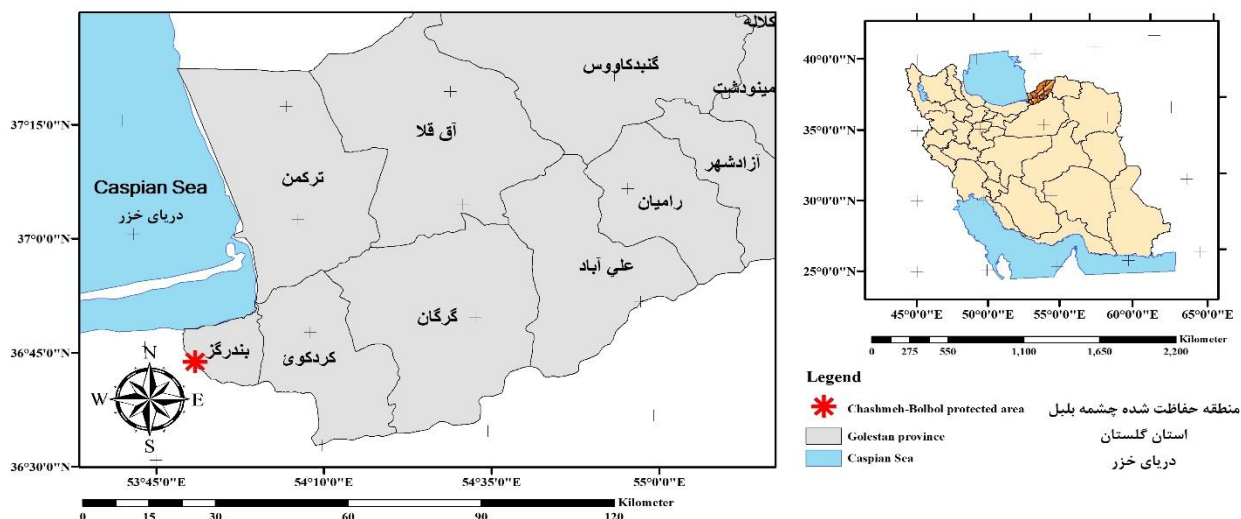 کلاله
گنبدکاووس
مینودشت
37°15'0"N
آق قلا
آزادشهر
Caspian Sea
ترکمن
رامیان
دریای خزر
37°0'0"N
علي آباد
گرگان
بندرگز
کردکوئ
36°45'0"N
N
W E
S
36°30'0"N
53°45'0"E 54°10'0"E 54°35'0"E 55°0'0"E
Kilometer
0 15 30 60 90 120
40°0'0"N
35°0'0"N
30°0'0"N
25°0'0"N
45°0'0"E 50°0'0"E 55°0'0"E 60°0'0"E 65°0'0"E
Kilometer
0 275 550 1,100 1,650 2,200
Legend
Chashmeh-Bolbol protected area منطقه حفاظت شده چشمه بلبل
Golestan province استان گلستان
Caspian Sea دریای خزر